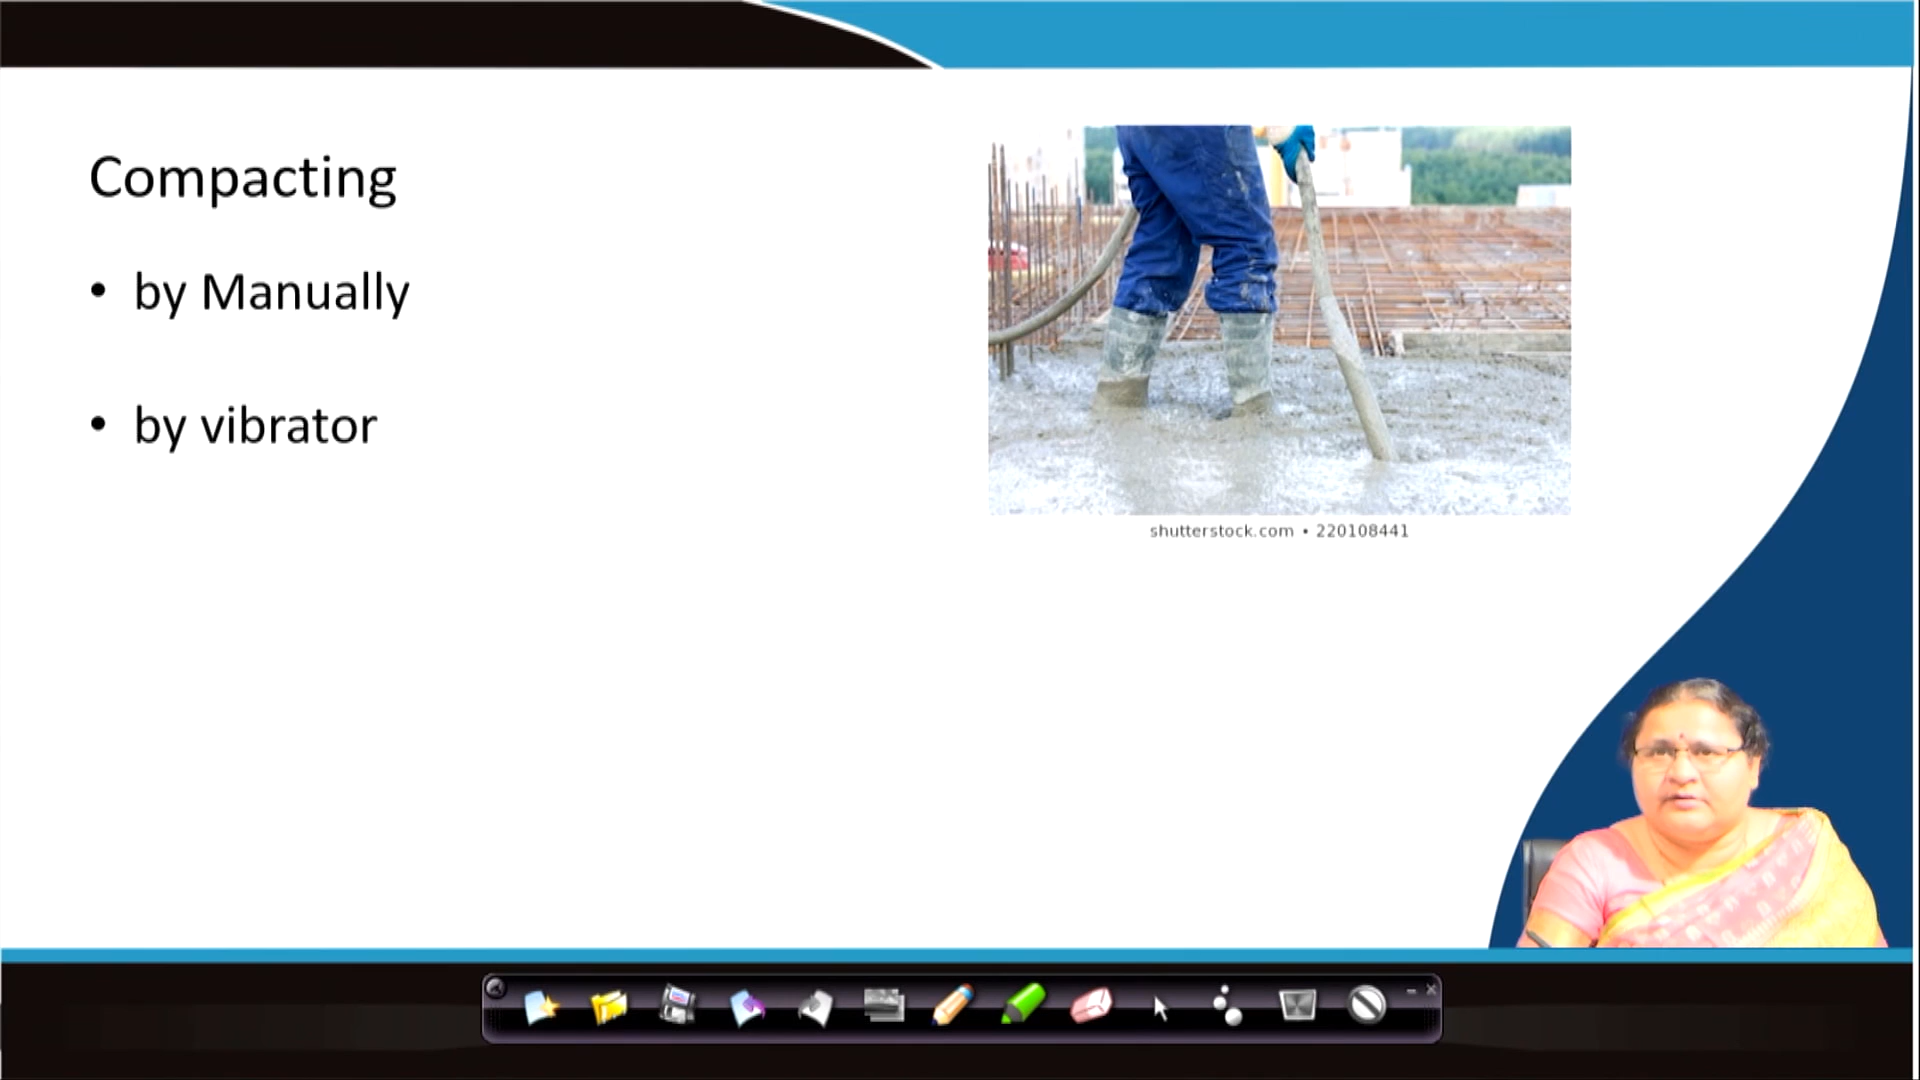 Compacting
• by Manually
• by vibrator
shutterstock.com • 220108441